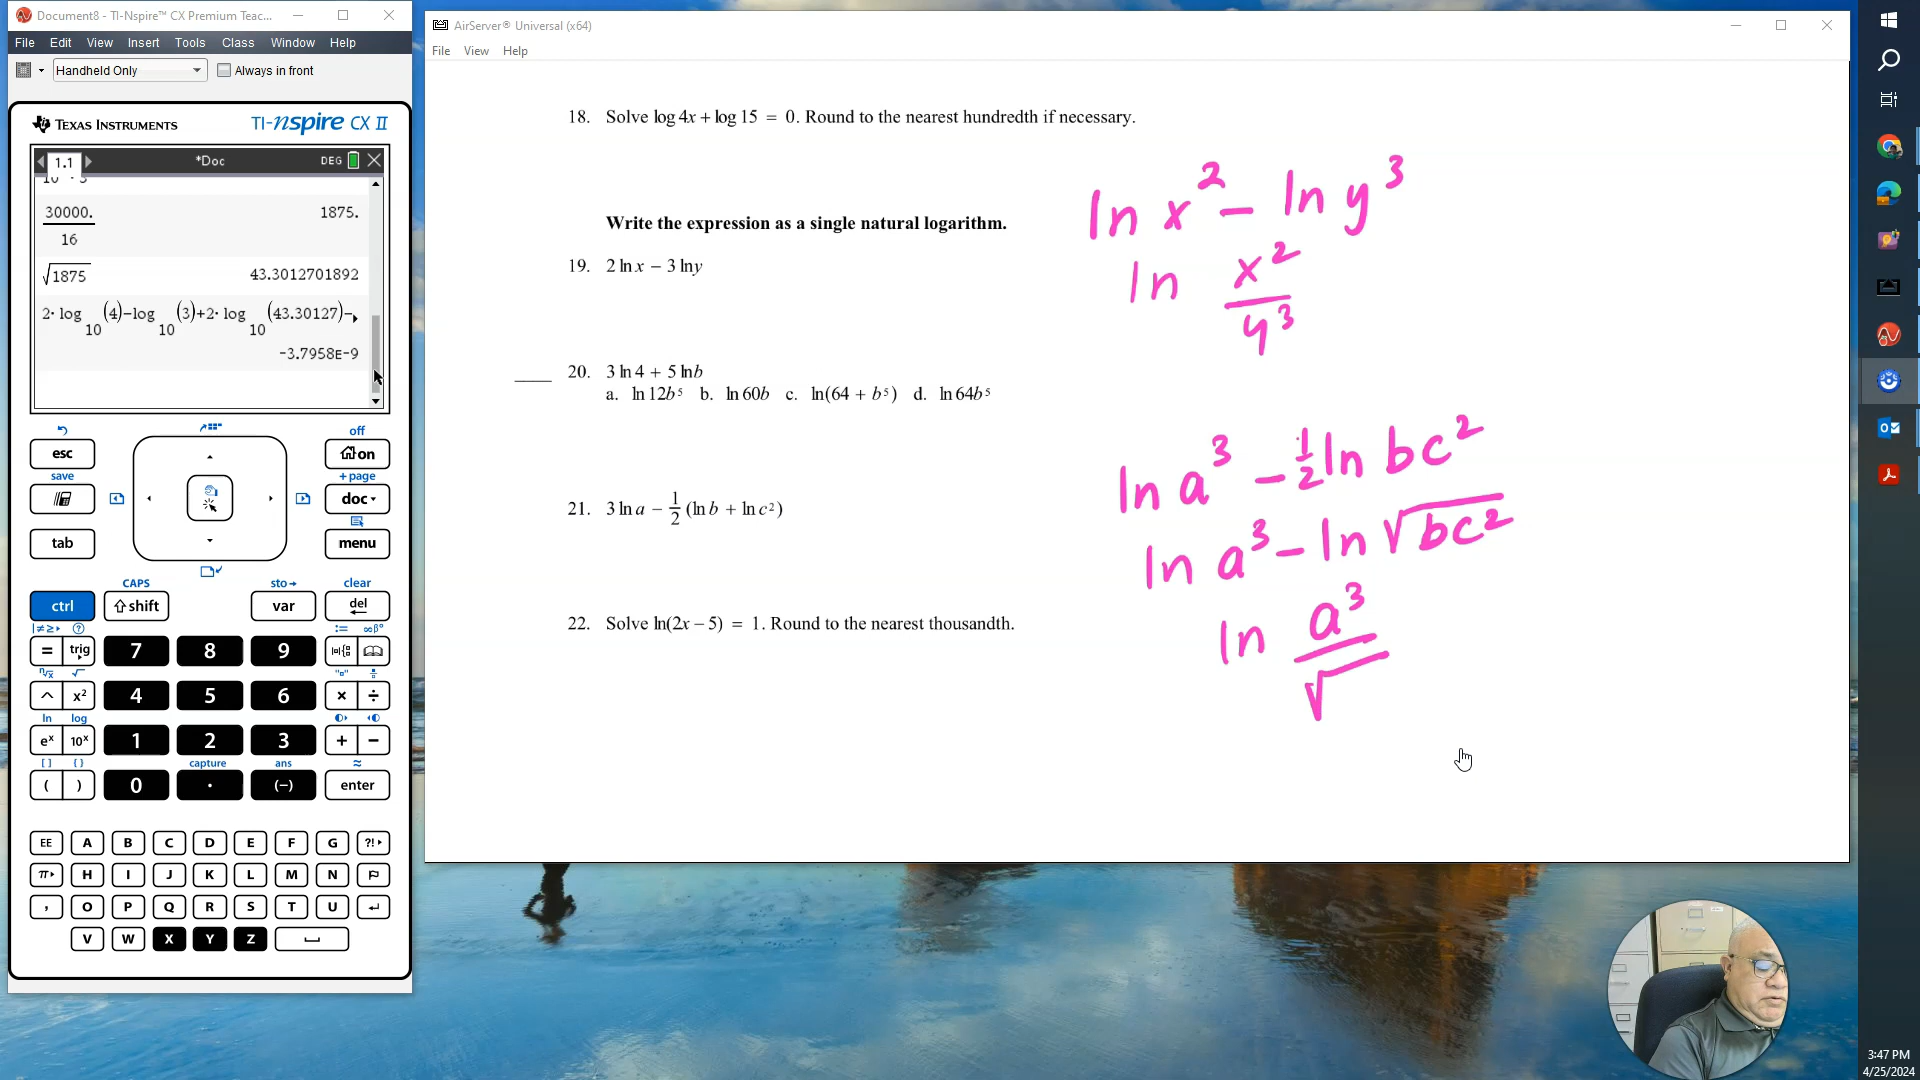 Document8 - TI-Nspire™ CX Premium Teac...
File Edit View Insert Tools Class Window Help
Handheld Only
Always in front
TEXAS INSTRUMENTS TI-nspire CX II
1.1 *Doc DEG
30000.
16
1875.
√1875 43.3012701892
2·log₁₀(4)−log₁₀(3)+2·log₁₀(43.30127)−▸
-3.7958E-9
off
esc on
save + page
doc▾
tab menu
CAPS sto→ clear
ctrl ⇧shift var del
|≠≥▸ ? := ∞β°
= trig 7 8 9
ⁿ√x √ "▫"
^ x² 4 5 6 × ÷
ln log
eˣ 10ˣ 1 2 3 + −
[ ] { } capture ans ≈
( ) 0 . (−) enter
EE A B C D E F G ?!▸
π▸ H I J K L M N
, O P Q R S T U ↵
V W X Y Z
AirServer® Universal (x64)
File View Help
18. Solve log 4x + log 15 = 0. Round to the nearest hundredth if necessary.
Write the expression as a single natural logarithm.
19. 2 ln x − 3 ln y
20. 3 ln 4 + 5 ln b
a. ln 12b⁵ b. ln 60b c. ln(64 + b⁵) d. ln 64b⁵
21. 3 ln a − 1/2 (ln b + ln c²)
22. Solve ln(2x − 5) = 1. Round to the nearest thousandth.
ln x² − ln y³
ln x²/y³
ln a³ − 1/2 ln bc²
ln a³ − ln √bc²
ln a³/√
3:47 PM
4/25/2024